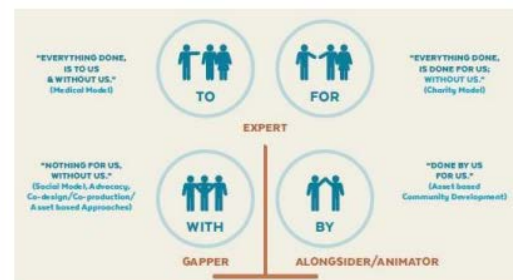 "EVERYTHING DONE,
IS TO US
& WITHOUT US."
(Medical Model)
TO
FOR
"EVERYTHING DONE,
IS DONE FOR US;
WITHOUT US."
(Charity Model)
EXPERT
"NOTHING FOR US,
WITHOUT US."
(Social Model, Advocacy,
Co-design/Co-production/
Asset based Approaches)
WITH
BY
"DONE BY US
FOR US."
(Asset based
Community Development)
GAPPER
ALONGSIDER/ANIMATOR